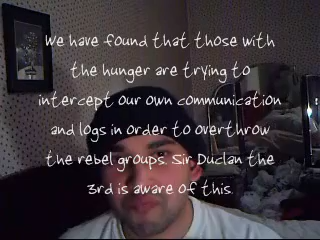 We have found that those with
the hunger are trying to
intercept our own communication
and logs in order to overthrow
the rebel groups. Sir Duclan the
3rd is aware of this.